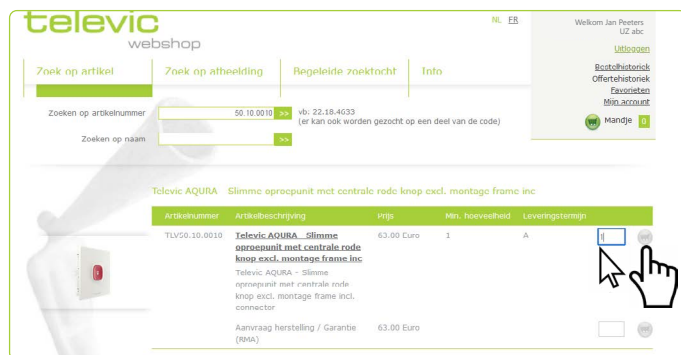 televic
webshop
NL FR
Welkom Jan Peeters
UZ abc
Uitloggen
Bestelhistoriek
Offertehistoriek
Favorieten
Mijn account
Mandje 0
Zoek op artikel
Zoek op afbeelding
Begeleide zoektocht
Info
Zoeken op artikelnummer 50.10.0010 >> vb: 22.18.4633
(er kan ook worden gezocht op een deel van de code)
Zoeken op naam >>
Televic AQURA Slimme oproepunit met centrale rode knop excl. montage frame inc
Artikelnummer Artikelbeschrijving Prijs Min. hoeveelheid Leveringstermijn
TLV50.10.0010 Televic AQURA Slimme 63.00 Euro 1 A 1
oproepunit met centrale rode
knop excl. montage frame inc
Televic AQURA - Slimme
oproepunit met centrale rode
knop excl. montage frame incl.
connector
Aanvraag herstelling / Garantie 63.00 Euro
(RMA)